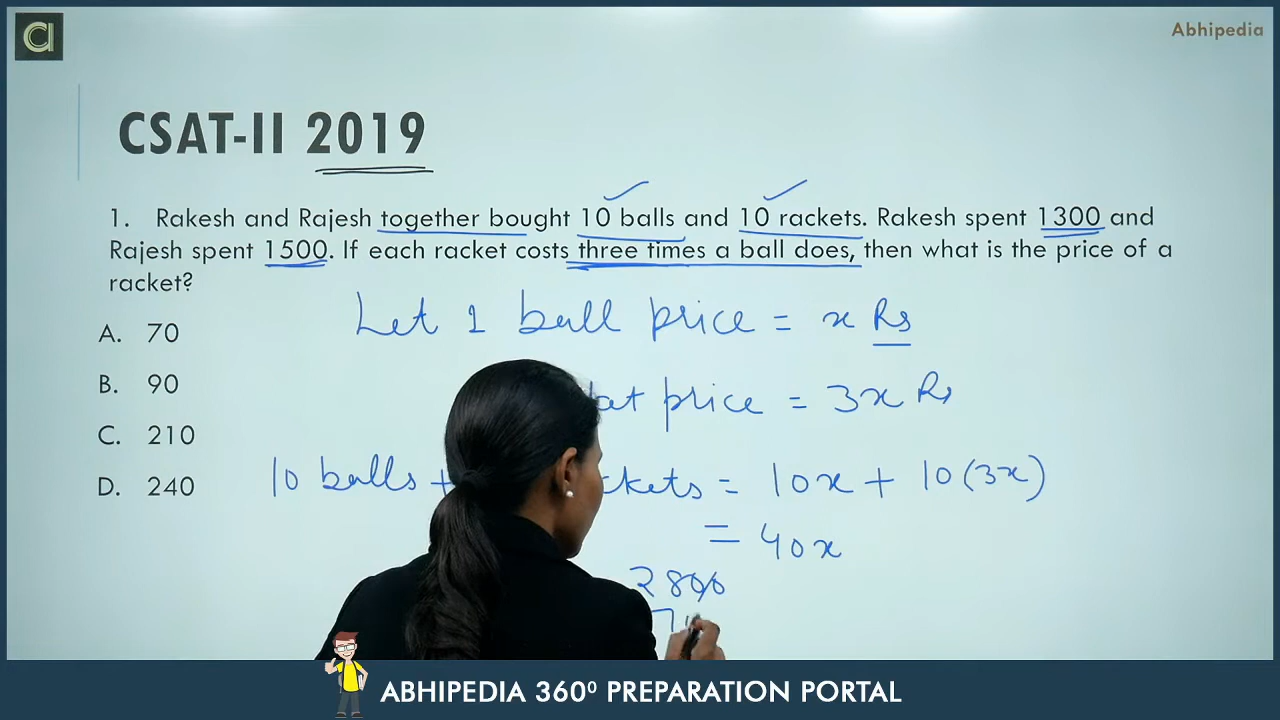 Abhipedia
CSAT-II 2019
1. Rakesh and Rajesh together bought 10 balls and 10 rackets. Rakesh spent 1300 and
Rajesh spent 1500. If each racket costs three times a ball does, then what is the price of a
racket?
Let 1 ball price = x Rs
A. 70
B. 90
price = 3x Rs
C. 210
D. 240
10 balls + ckets = 10x + 10(3x)
= 40x
2800
ABHIPEDIA 360⁰ PREPARATION PORTAL